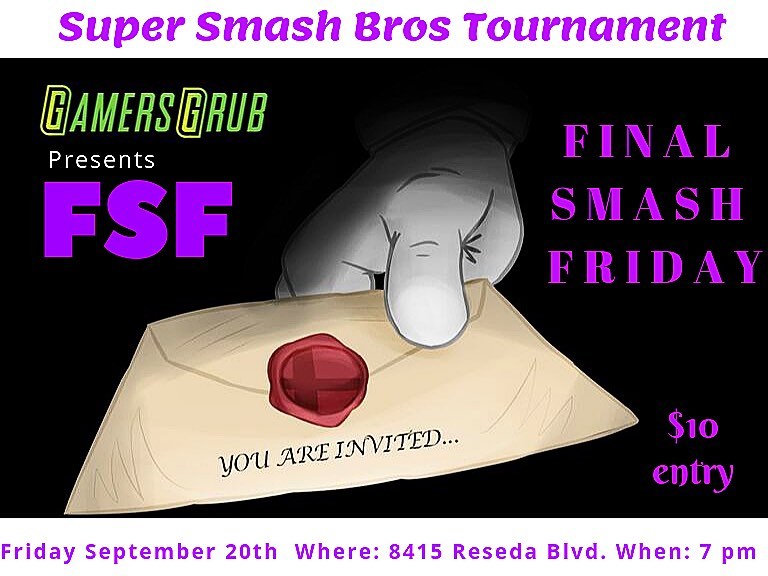 Super Smash Bros Tournament
GAMERSGRUB
Presents
FSF
FINAL
SMASH
FRIDAY
YOU ARE INVITED...
$10
entry
Friday September 20th Where: 8415 Reseda Blvd. When: 7 pm